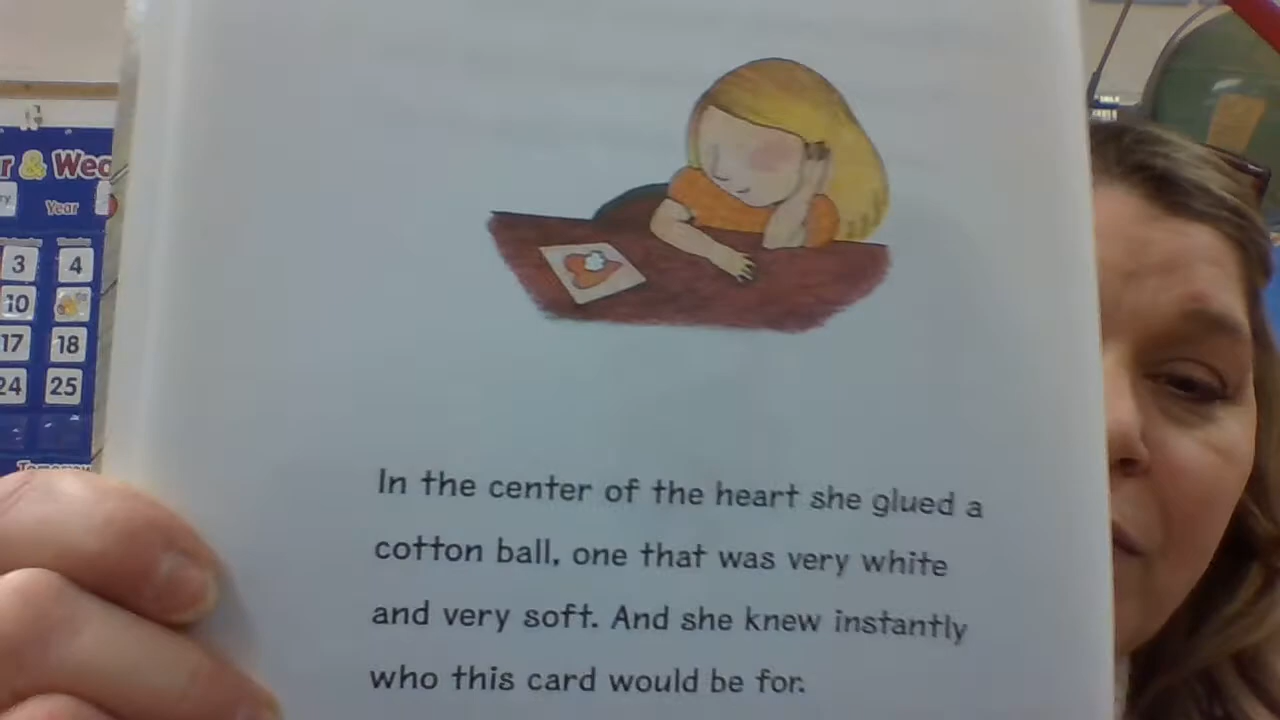 r & Wea
Year
3 4
10
17 18
24 25
In the center of the heart she glued a
cotton ball, one that was very white
and very soft. And she knew instantly
who this card would be for.